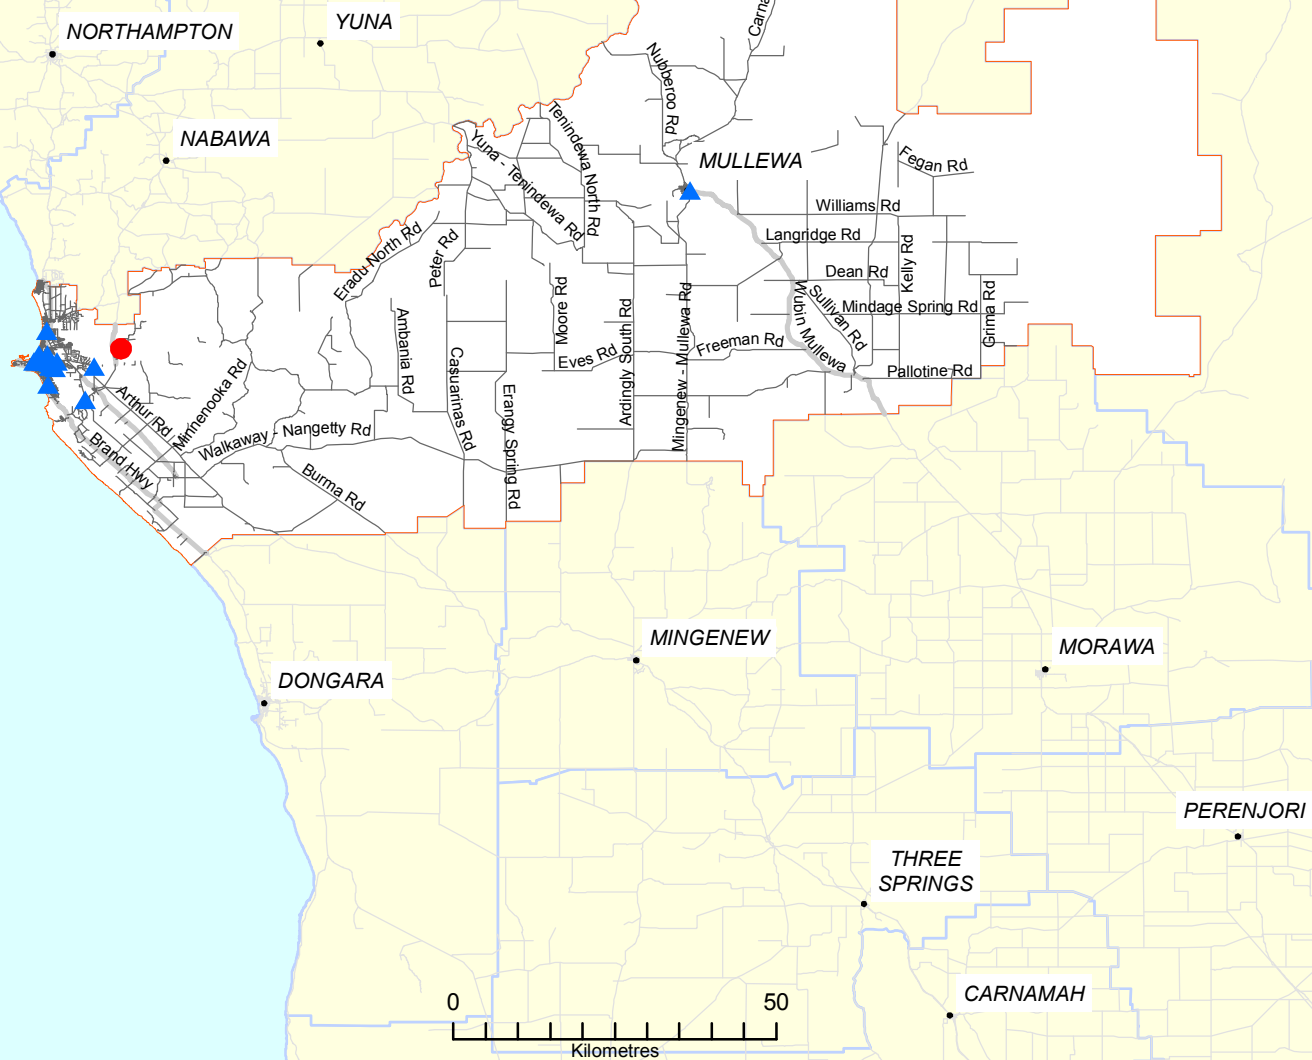 NORTHAMPTON
YUNA
Carna
Nubberoo Rd
NABAWA
Tenindewa North Rd
Yuna - Tenindewa Rd
MULLEWA
Fegan Rd
Williams Rd
Langridge Rd
Eradu North Rd
Peter Rd
Kelly Rd
Dean Rd
Moore Rd
Wubin Mullewa
Sullivan Rd
Mindage Spring Rd
Grima Rd
Ambania Rd
Ardingly South Rd
Mingenew - Mullewa Rd
Freeman Rd
Eves Rd
Casuarinas Rd
Pallotine Rd
Minnenooka Rd
Arthur Rd
Erangy Spring Rd
Walkaway - Nangetty Rd
Brand Hwy
Burma Rd
MINGENEW
MORAWA
DONGARA
PERENJORI
THREE
SPRINGS
CARNAMAH
0
50
Kilometres